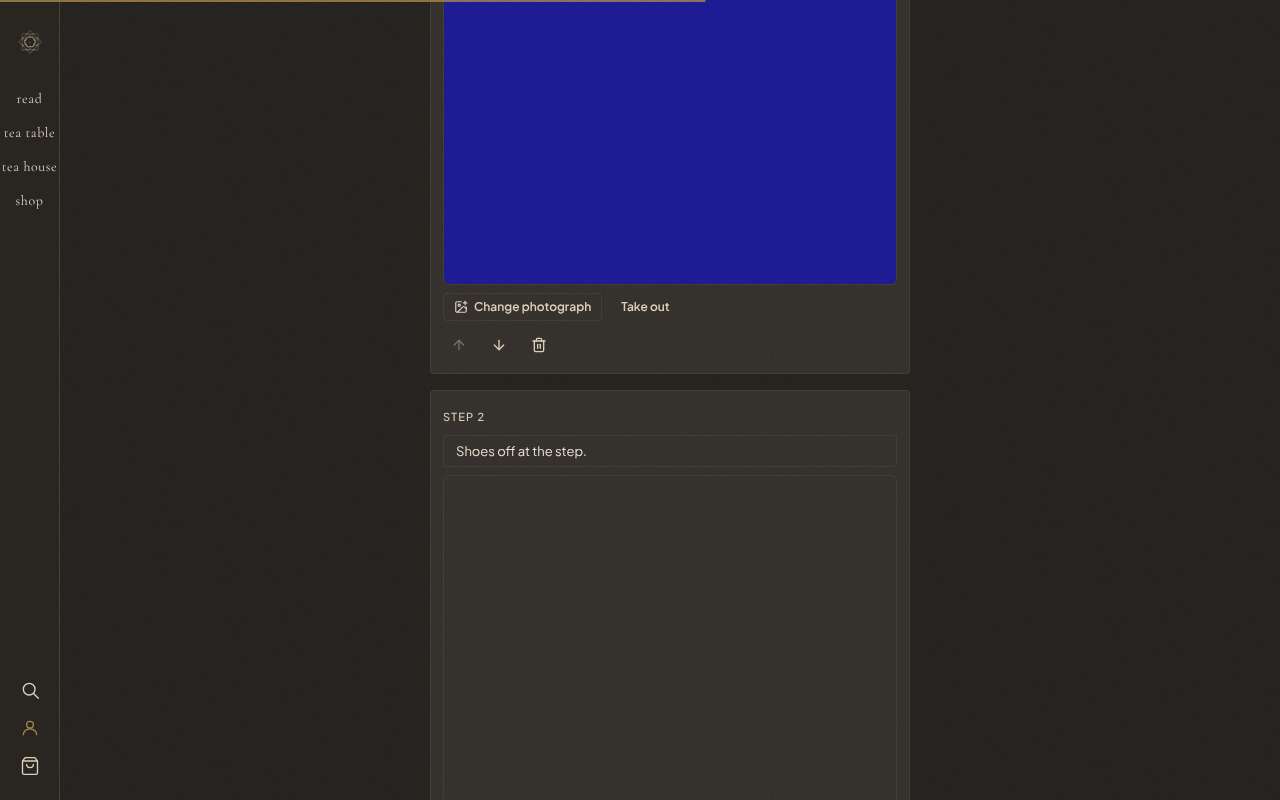 read
tea table
tea house
shop
Change photograph
Take out
STEP 2
Shoes off at the step.